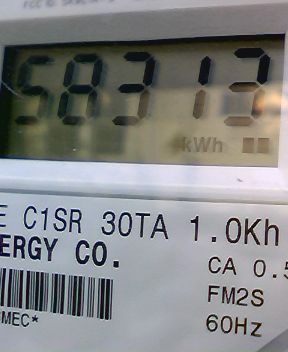 58313
kWh
E C1SR 30TA 1.0Kh
ERGY CO.
CA 0.5
FM2S
MEC*
60Hz